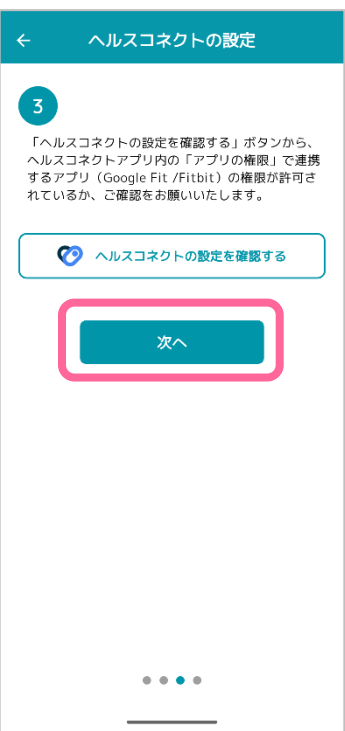 ヘルスコネクトの設定
3
「ヘルスコネクトの設定を確認する」ボタンから、
ヘルスコネクトアプリ内の「アプリの権限」で連携
するアプリ（Google Fit /Fitbit）の権限が許可さ
れているか、ご確認をお願いいたします。
ヘルスコネクトの設定を確認する
次へ